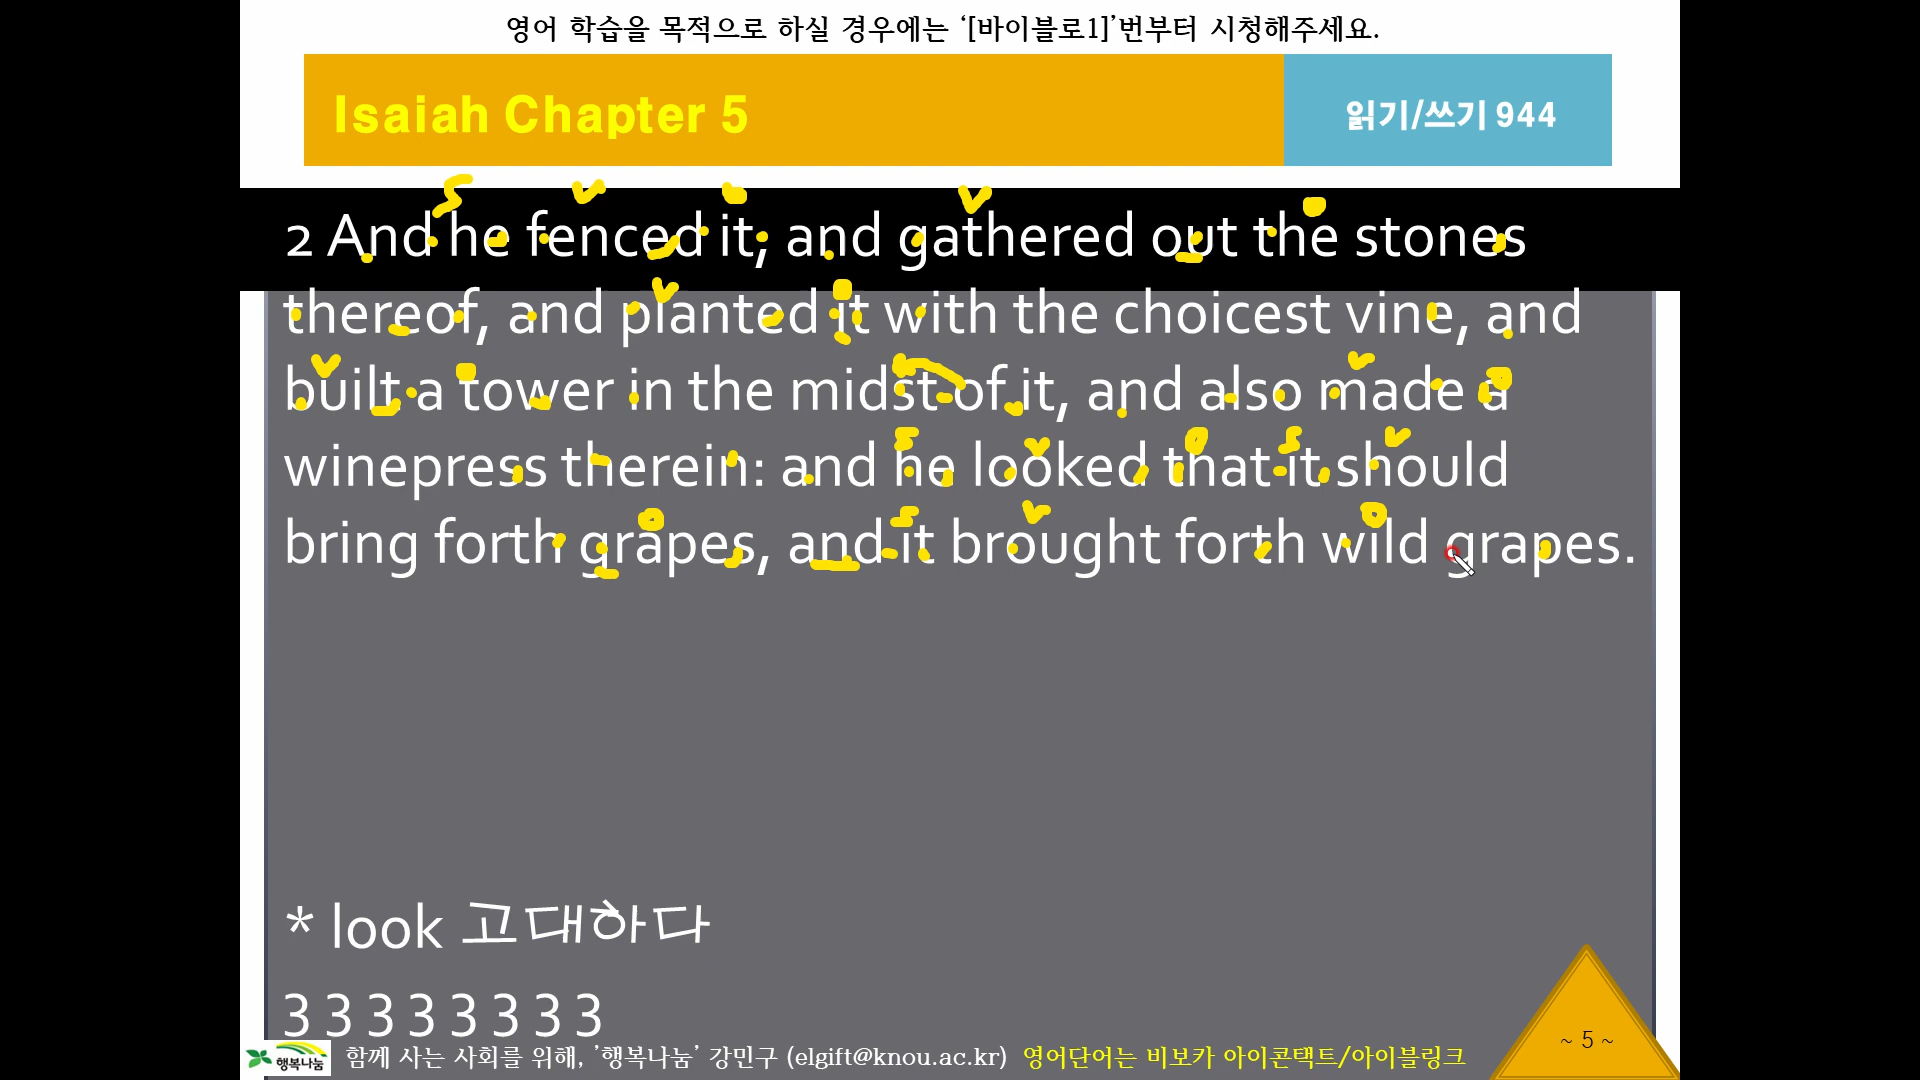 영어 학습을 목적으로 하실 경우에는 ‘[바이블로1]’번부터 시청해주세요.
Isaiah Chapter 5
읽기/쓰기 944
2 And he fenced it, and gathered out the stones
thereof, and planted it with the choicest vine, and
built a tower in the midst of it, and also made a
winepress therein: and he looked that it should
bring forth grapes, and it brought forth wild grapes.
* look 고대하다
3 3 3 3 3 3 3 3
~ 5 ~
행복나눔 함께 사는 사회를 위해, ’행복나눔’ 강민구 (elgift@knou.ac.kr) 영어단어는 비보카 아이콘택트/아이블링크